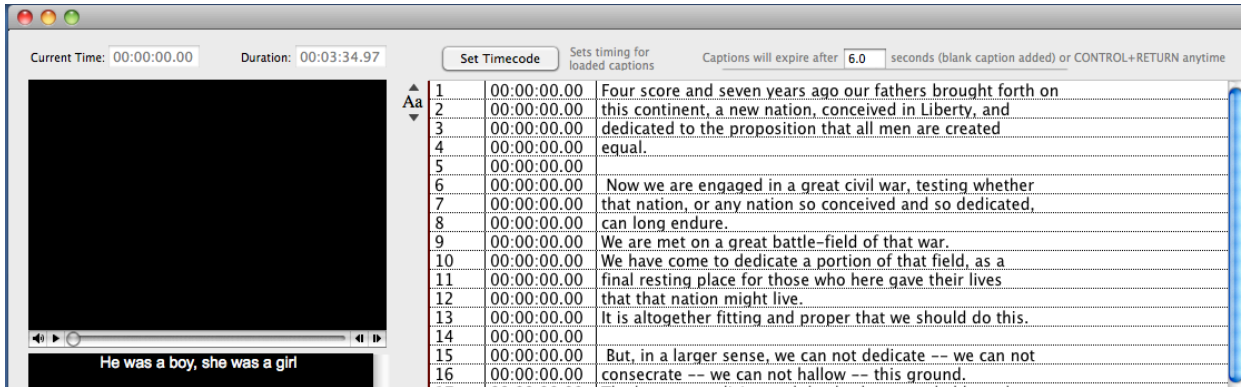 Current Time: 00:00:00.00 Duration: 00:03:34.97 Set Timecode Sets timing for loaded captions Captions will expire after 6.0 seconds (blank caption added) or CONTROL+RETURN anytime
Aa
1 00:00:00.00 Four score and seven years ago our fathers brought forth on
2 00:00:00.00 this continent, a new nation, conceived in Liberty, and
3 00:00:00.00 dedicated to the proposition that all men are created
4 00:00:00.00 equal.
5 00:00:00.00
6 00:00:00.00 Now we are engaged in a great civil war, testing whether
7 00:00:00.00 that nation, or any nation so conceived and so dedicated,
8 00:00:00.00 can long endure.
9 00:00:00.00 We are met on a great battle-field of that war.
10 00:00:00.00 We have come to dedicate a portion of that field, as a
11 00:00:00.00 final resting place for those who here gave their lives
12 00:00:00.00 that that nation might live.
13 00:00:00.00 It is altogether fitting and proper that we should do this.
14 00:00:00.00
15 00:00:00.00 But, in a larger sense, we can not dedicate -- we can not
16 00:00:00.00 consecrate -- we can not hallow -- this ground.
He was a boy, she was a girl